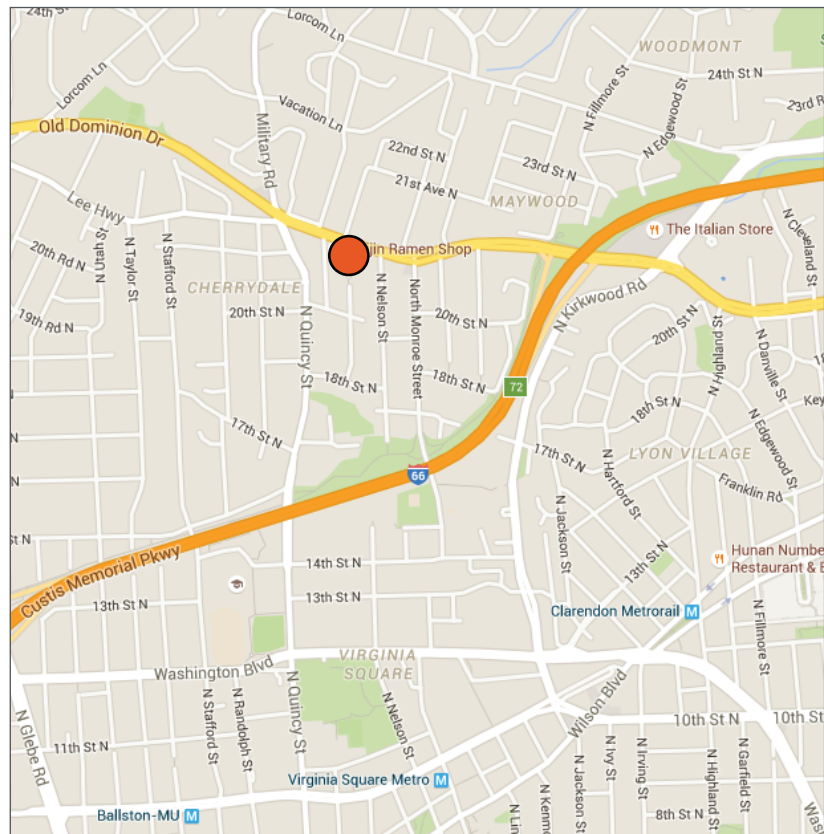 24th St N
Lorcom Ln
Lorcom Ln
WOODMONT
24th St N
N Fillmore St
N Edgewood St
23rd R
Vacation Ln
Military Rd
Old Dominion Dr
22nd St N
23rd St N
21st Ave N
MAYWOOD
Lee Hwy
N Utah St
N Taylor St
N Stafford St
20th Rd N
ijin Ramen Shop
The Italian Store
N Cleveland St
CHERRYDALE
N Nelson St
North Monroe Street
N Kirkwood Rd
19th Rd N
20th St N
20th St N
20th St N
N Quincy St
N Highland St
N Danville St
18th St N
18th St N
72
18th St N
Key
17th St N
17th St N
LYON VILLAGE
N Edgewood St
N Hartford St
66
Franklin Rd
N Jackson St
St N
14th St N
13th St N
Hunan Numbe
Restaurant & E
Custis Memorial Pkwy
13th St N
13th St N
Clarendon Metrorail M
N Fillmore St
VIRGINIA
SQUARE
Washington Blvd
N Glebe Rd
N Stafford St
N Randolph St
N Quincy St
N Nelson St
Wilson Blvd
10th St N
10th St
11th St N
Virginia Square Metro M
N Jackson St
N Ivy St
N Irving St
N Highland St
N Garfield St
Ballston-MU M
N Lin
N Kenmo
8th St N
Was